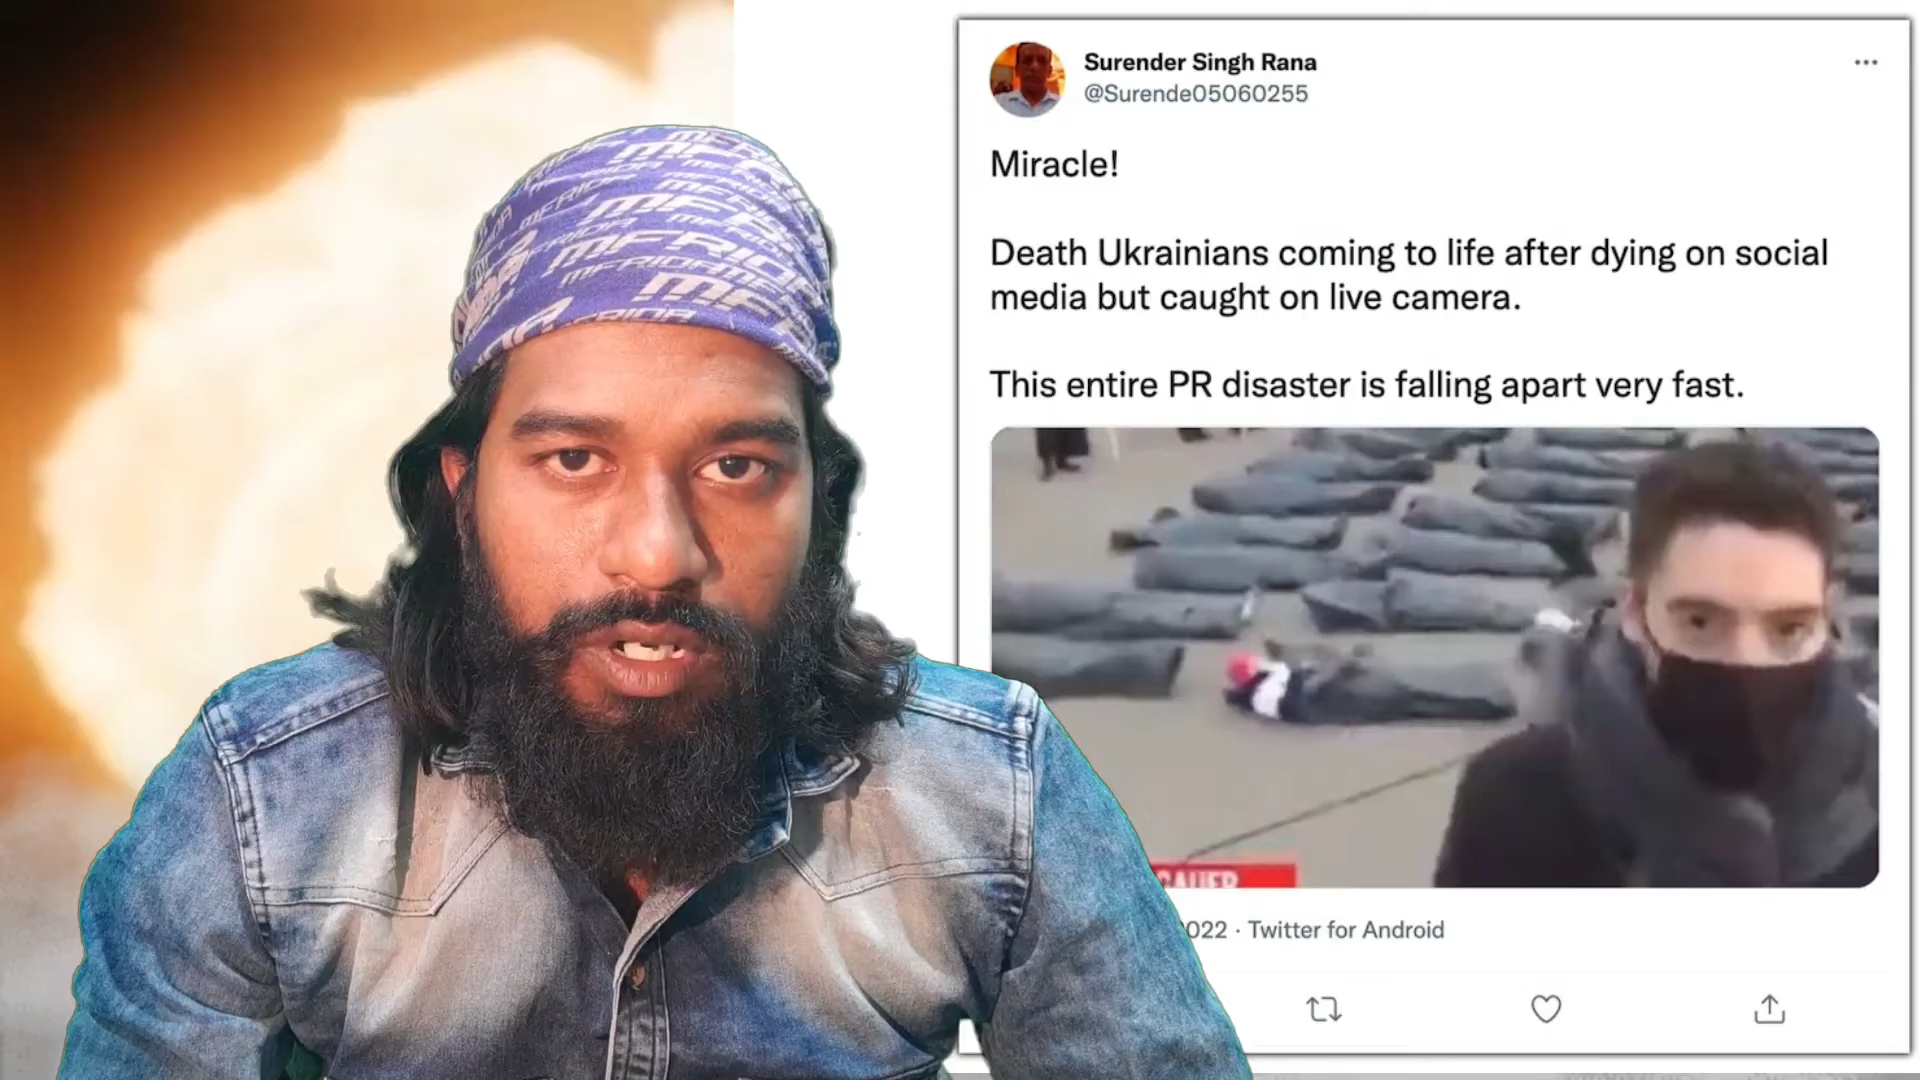 Surender Singh Rana
@Surende05060255
Miracle!
Death Ukrainians coming to life after dying on social
media but caught on live camera.
This entire PR disaster is falling apart very fast.
022 · Twitter for Android